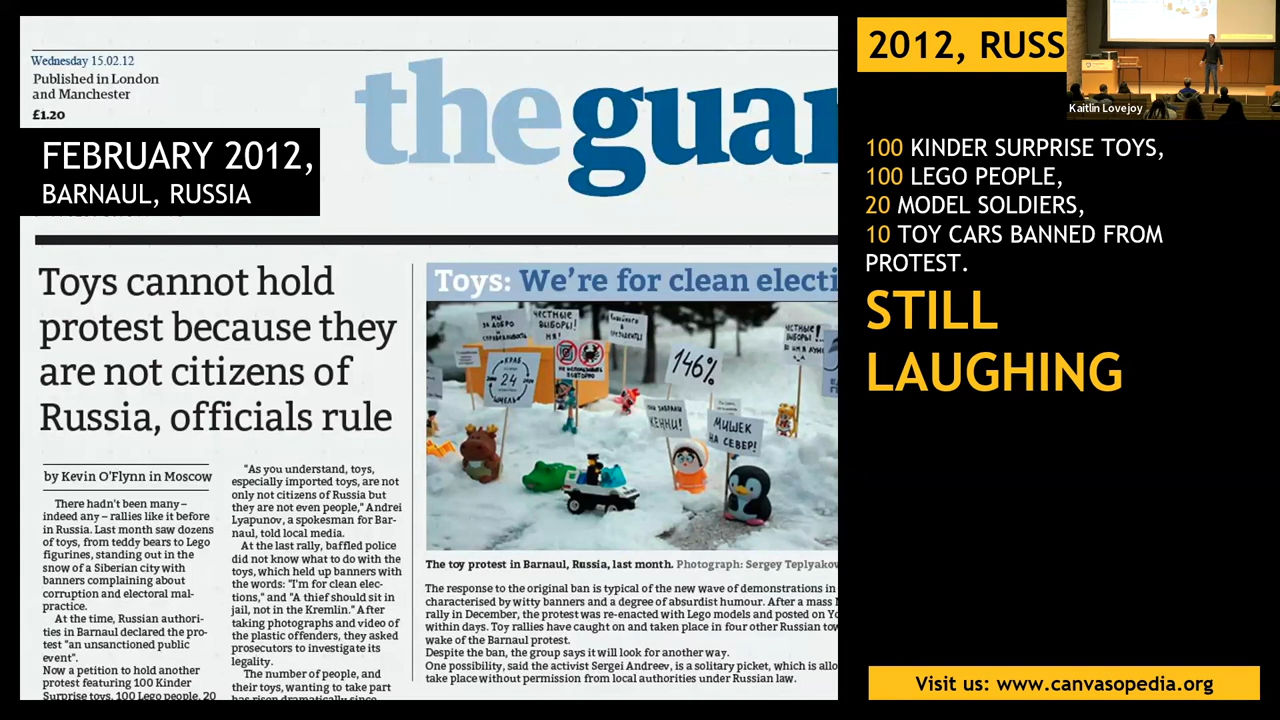 Wednesday 15.02.12
Published in London
and Manchester
£1.20
theguar
FEBRUARY 2012,
BARNAUL, RUSSIA
Toys cannot hold
protest because they
are not citizens of
Russia, officials rule
by Kevin O'Flynn in Moscow
There hadn't been many –
indeed any – rallies like it before
in Russia. Last month saw dozens
of toys, from teddy bears to Lego
figurines, standing out in the
snow of a Siberian city with
banners complaining about
corruption and electoral mal-
practice.
At the time, Russian authori-
ties in Barnaul declared the pro-
test "an unsanctioned public
event".
Now a petition to hold another
protest featuring 100 Kinder
Surprise toys, 100 Lego people, 20
"As you understand, toys,
especially imported toys, are not
only not citizens of Russia but
they are not even people," Andrei
Lyapunov, a spokesman for Bar-
naul, told local media.
At the last rally, baffled police
did not know what to do with the
toys, which held up banners with
the words: "I'm for clean elec-
tions," and "A thief should sit in
jail, not in the Kremlin." After
taking photographs and video of
the plastic offenders, they asked
prosecutors to investigate its
legality.
The number of people, and
their toys, wanting to take part
has risen dramatically since
Toys: We're for clean electi
МЫ
ЗА ДОБРО
ЧЕСТНЫЕ
ВЫБОРЫ!
КРАБ
24
ШМЕЛЬ
146%
КЕННИ!
МИШЕК
НА СЕВЕР!
ЧЕСТНЫЕ
ВЫБОРЫ
The toy protest in Barnaul, Russia, last month. Photograph: Sergey Teplyakov
The response to the original ban is typical of the new wave of demonstrations in
characterised by witty banners and a degree of absurdist humour. After a mass
rally in December, the protest was re-enacted with Lego models and posted on Yo
within days. Toy rallies have caught on and taken place in four other Russian tow
wake of the Barnaul protest.
Despite the ban, the group says it will look for another way.
One possibility, said the activist Sergei Andreev, is a solitary picket, which is allo
take place without permission from local authorities under Russian law.
2012, RUSS
Kaitlin Lovejoy
100 KINDER SURPRISE TOYS,
100 LEGO PEOPLE,
20 MODEL SOLDIERS,
10 TOY CARS BANNED FROM
PROTEST.
STILL
LAUGHING
Visit us: www.canvasopedia.org